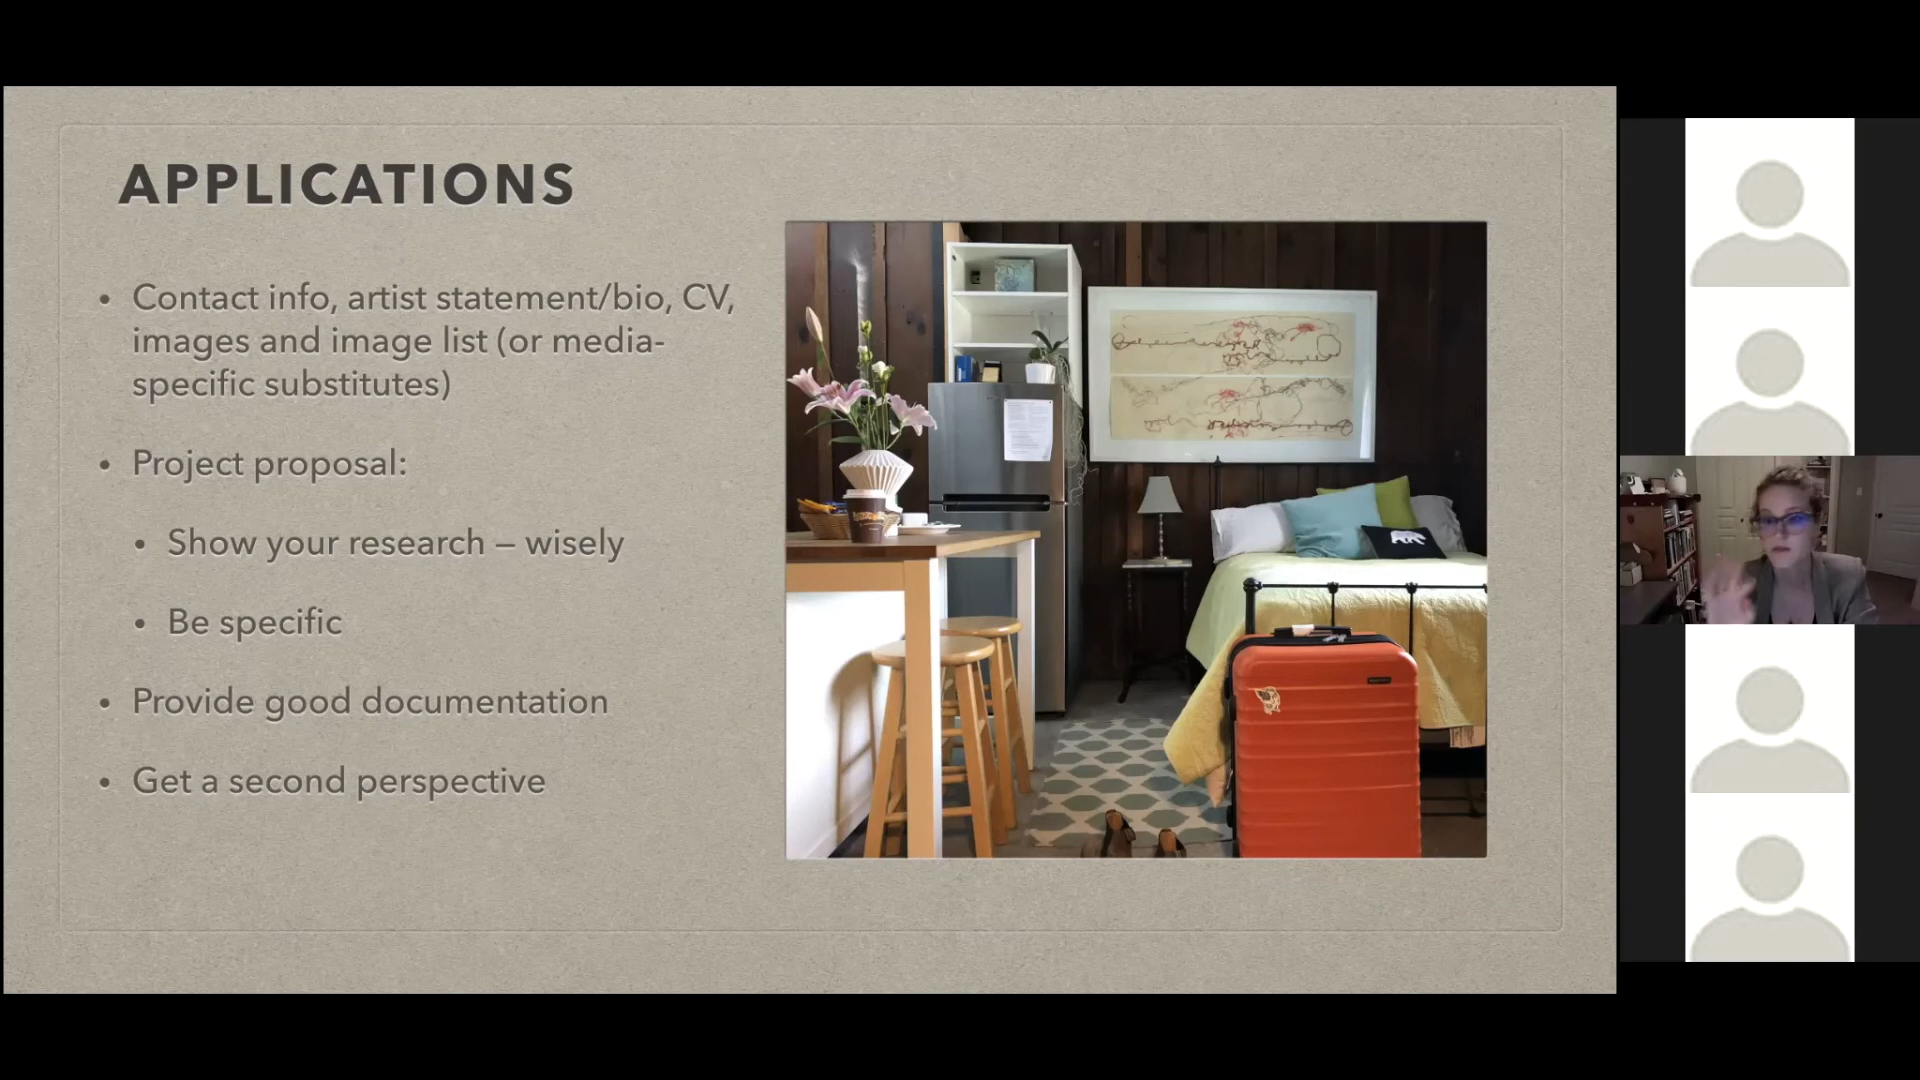 APPLICATIONS
• Contact info, artist statement/bio, CV,
images and image list (or media-
specific substitutes)
• Project proposal:
• Show your research – wisely
• Be specific
• Provide good documentation
• Get a second perspective